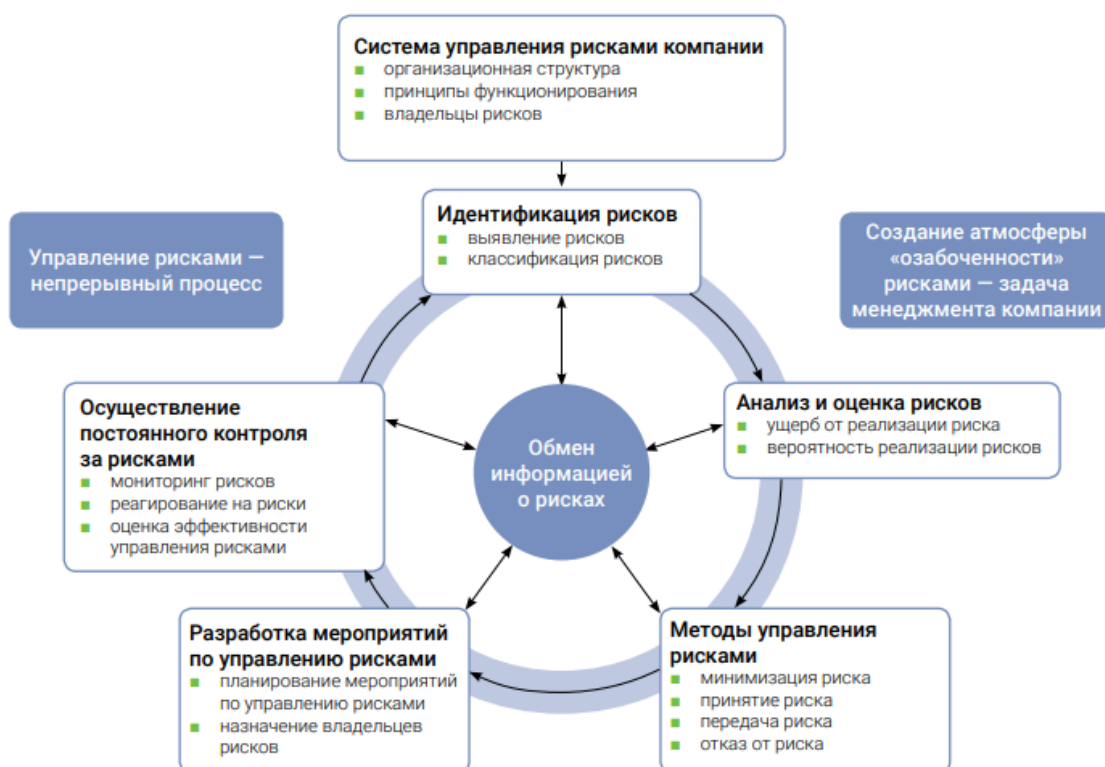 Система управления рисками компании
организационная структура
принципы функционирования
владельцы рисков
Идентификация рисков
выявление рисков
классификация рисков
Управление рисками —
непрерывный процесс
Создание атмосферы
«озабоченности»
рисками — задача
менеджмента компании
Осуществление
постоянного контроля
за рисками
мониторинг рисков
реагирование на риски
оценка эффективности
управления рисками
Обмен
информацией
о рисках
Анализ и оценка рисков
ущерб от реализации риска
вероятность реализации рисков
Разработка мероприятий
по управлению рисками
планирование мероприятий
по управлению рисками
назначение владельцев
рисков
Методы управления
рисками
минимизация риска
принятие риска
передача риска
отказ от риска